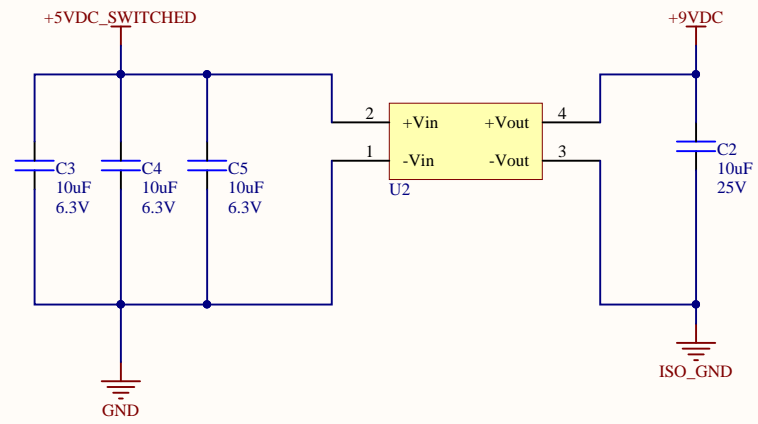 +5VDC_SWITCHED
+9VDC
2
+Vin
+Vout
4
1
-Vin
-Vout
3
U2
C3
10uF
6.3V
C4
10uF
6.3V
C5
10uF
6.3V
C2
10uF
25V
GND
ISO_GND